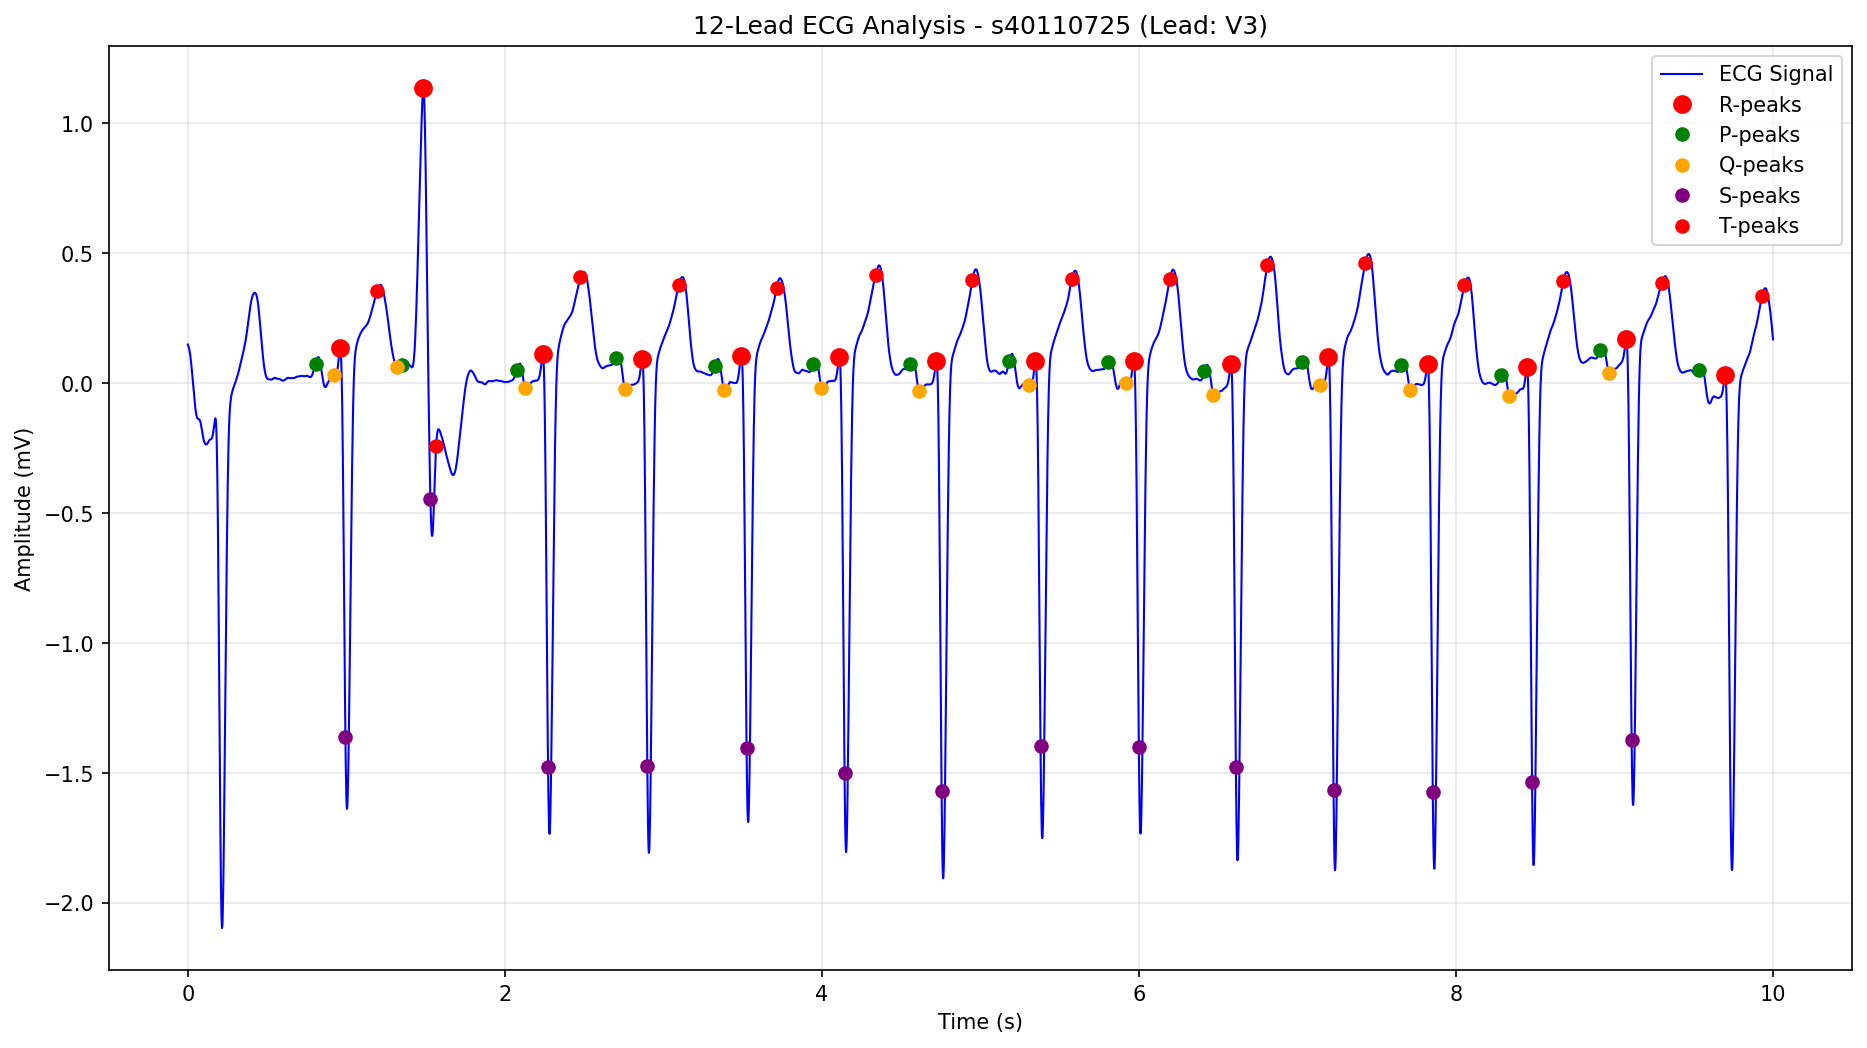 12-Lead ECG Analysis - s40110725 (Lead: V3)
ECG Signal
R-peaks
P-peaks
Q-peaks
S-peaks
T-peaks
Amplitude (mV)
1.0
0.5
0.0
−0.5
−1.0
−1.5
−2.0
0 2 4 6 8 10
Time (s)